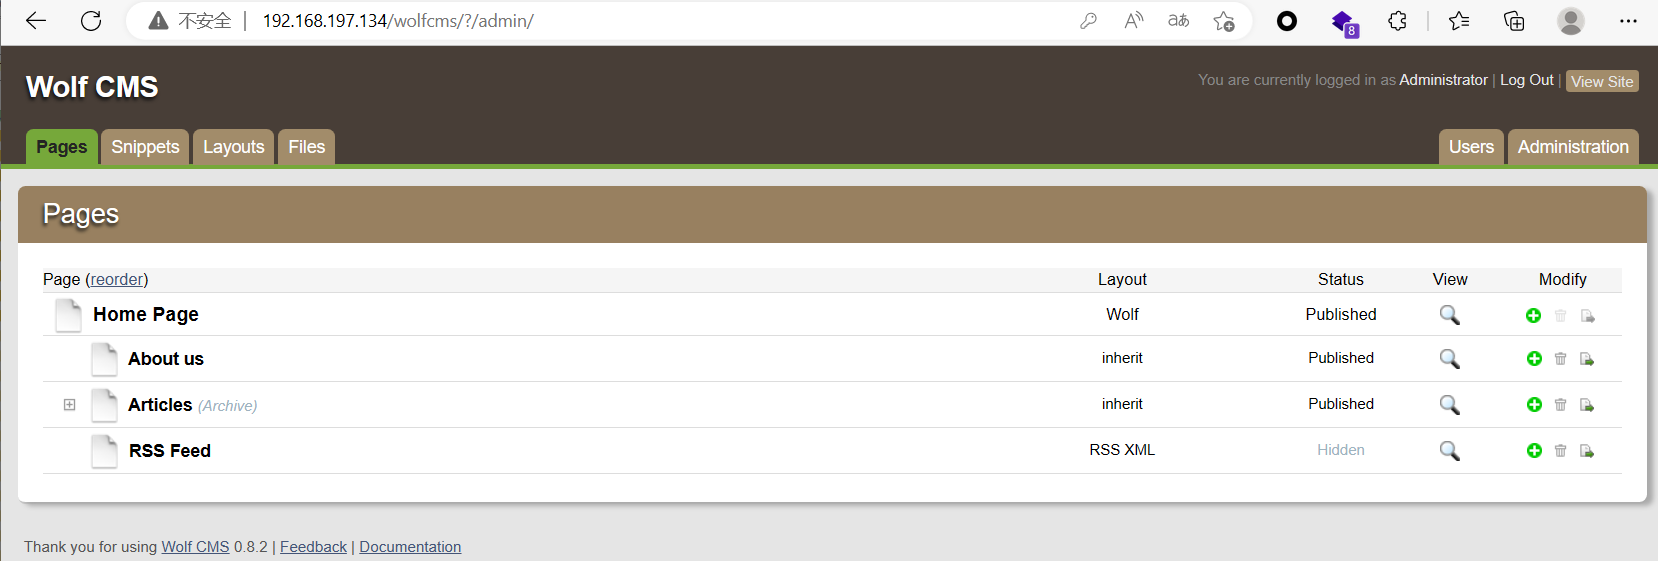 不安全 192.168.197.134/wolfcms/?/admin/ A aあ
8
Wolf CMS
You are currently logged in as Administrator | Log Out | View Site
Pages Snippets Layouts Files Users Administration
Pages
Page (reorder) Layout Status View Modify
Home Page Wolf Published
About us inherit Published
Articles (Archive) inherit Published
RSS Feed RSS XML Hidden
Thank you for using Wolf CMS 0.8.2 | Feedback | Documentation